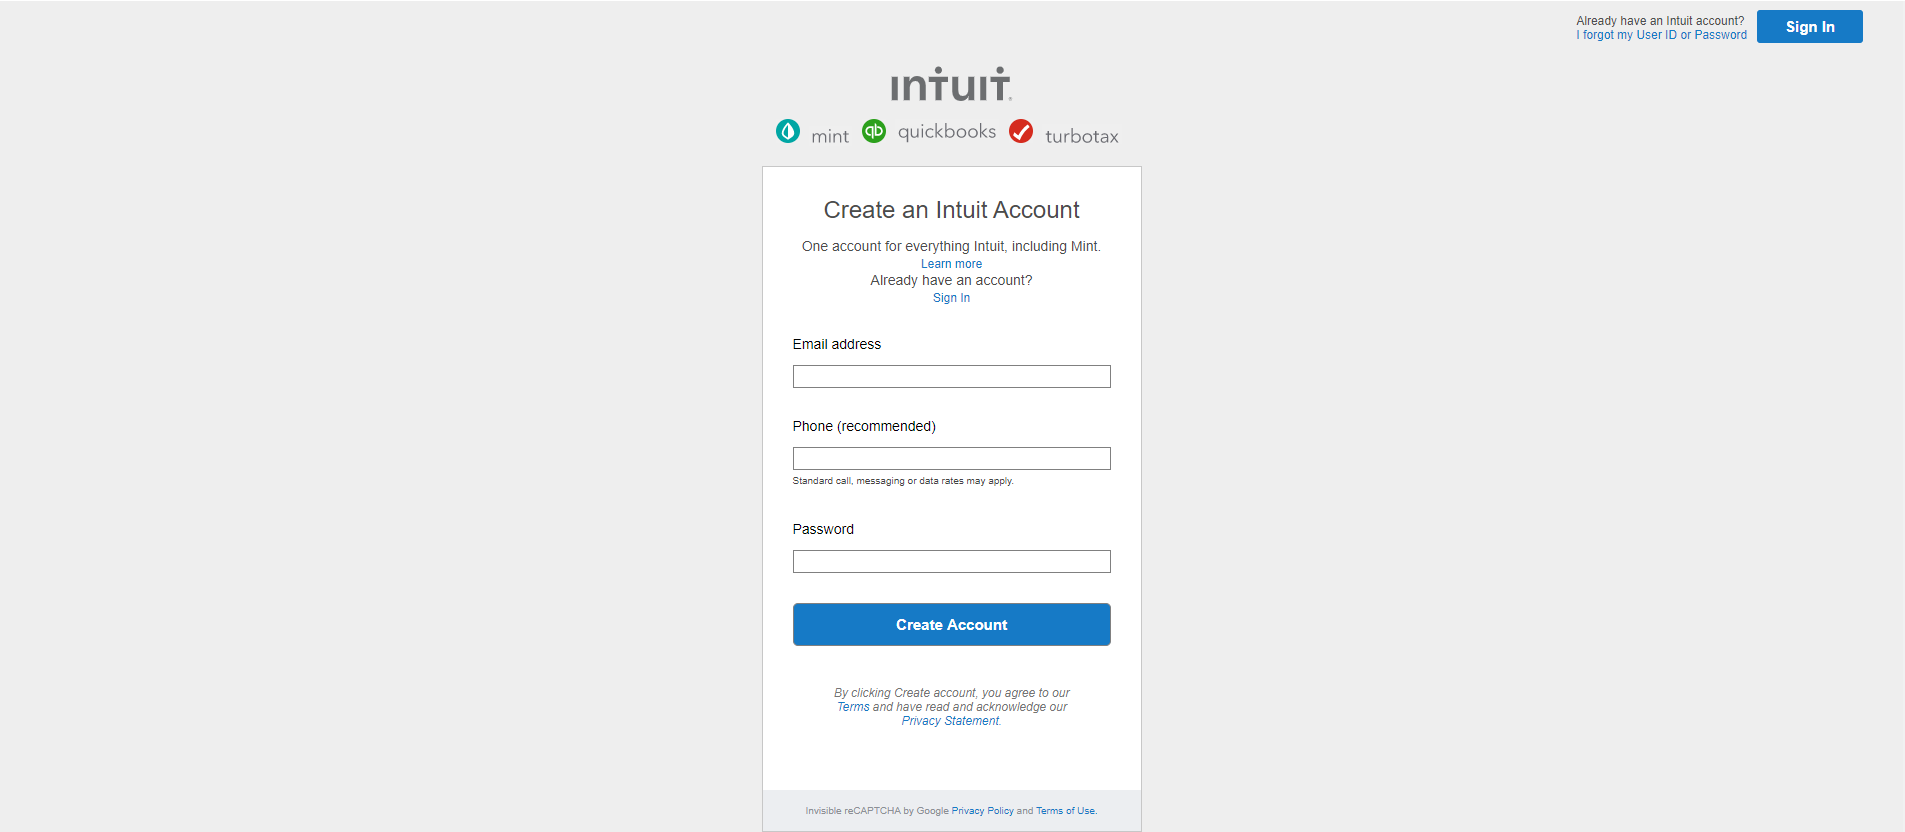 Already have an Intuit account?
I forgot my User ID or Password
Sign In
intuit
mint
quickbooks
turbotax
Create an Intuit Account
One account for everything Intuit, including Mint.
Learn more
Already have an account?
Sign In
Email address
Phone (recommended)
Standard call, messaging or data rates may apply.
Password
Create Account
By clicking Create account, you agree to our
Terms and have read and acknowledge our
Privacy Statement.
Invisible reCAPTCHA by Google Privacy Policy and Terms of Use.